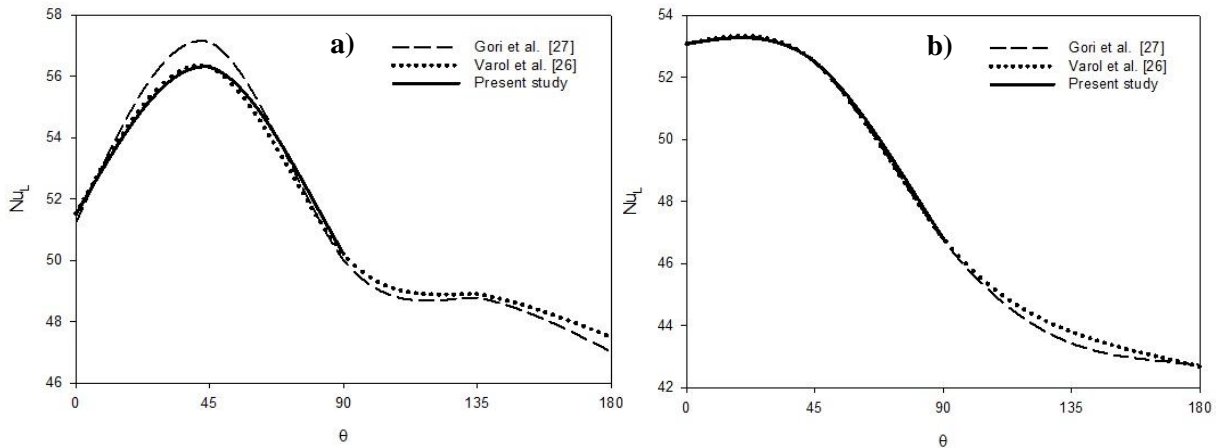 a)
Gori et al. [27]
Varol et al. [26]
Present study
58
56
54
52
50
48
46
Nu_L
0 45 90 135 180
θ
b)
Gori et al. [27]
Varol et al. [26]
Present study
54
52
50
48
46
44
42
Nu_L
0 45 90 135 180
θ